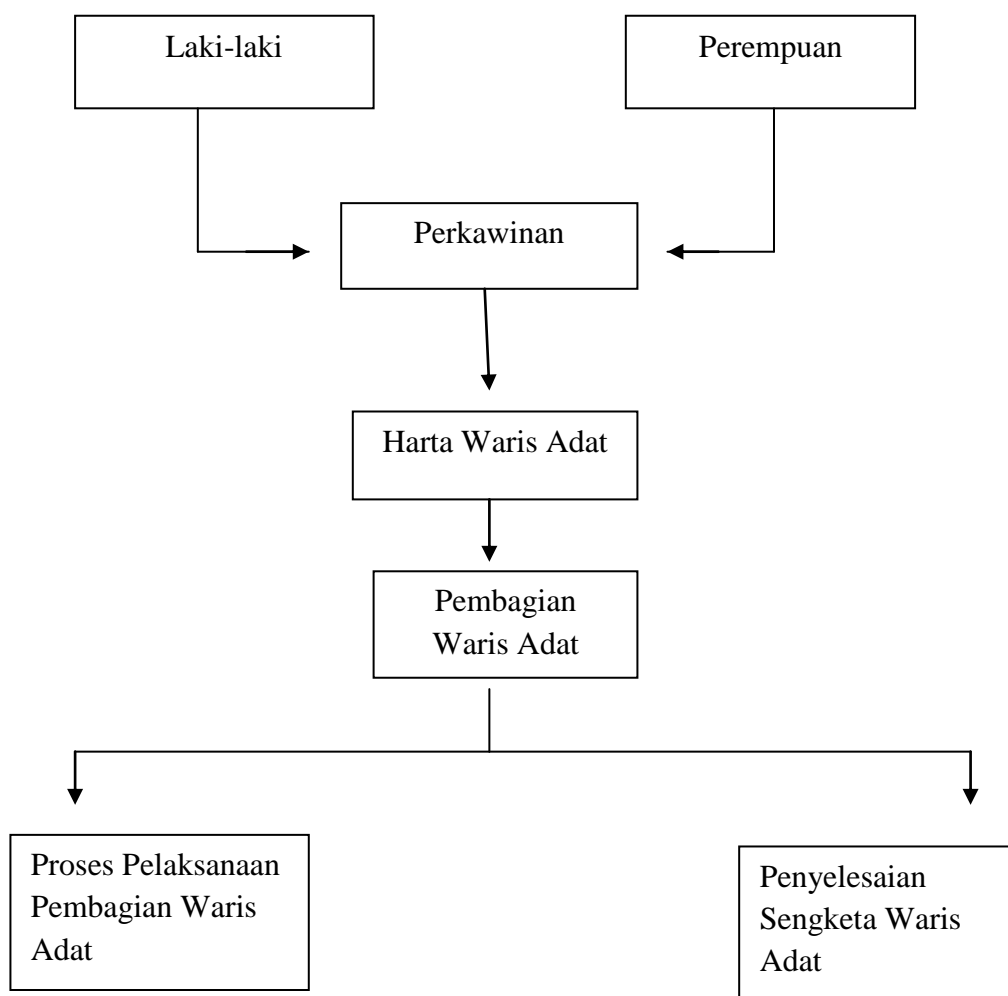 Laki-laki
Perempuan
Perkawinan
Harta Waris Adat
Pembagian
Waris Adat
Proses Pelaksanaan
Pembagian Waris
Adat
Penyelesaian
Sengketa Waris
Adat